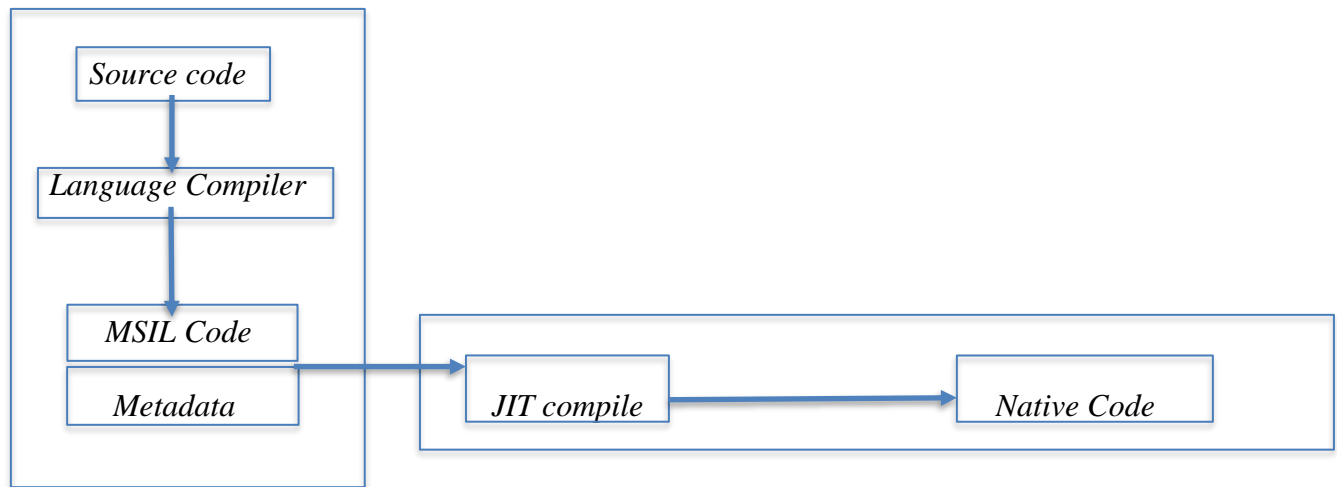 Source code
Language Compiler
MSIL Code
Metadata
JIT compile
Native Code